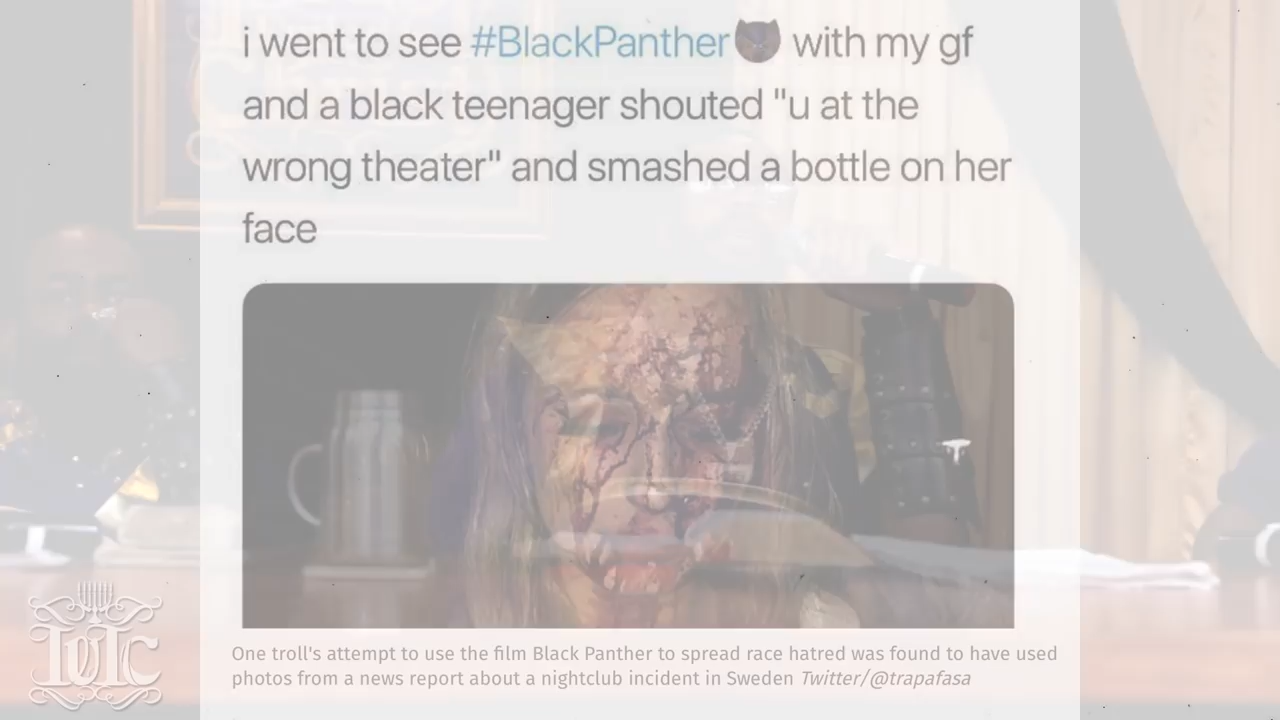 i went to see #BlackPanther with my gf
and a black teenager shouted "u at the
wrong theater" and smashed a bottle on her
face
One troll's attempt to use the film Black Panther to spread race hatred was found to have used
photos from a news report about a nightclub incident in Sweden Twitter/@trapafasa
IUIC